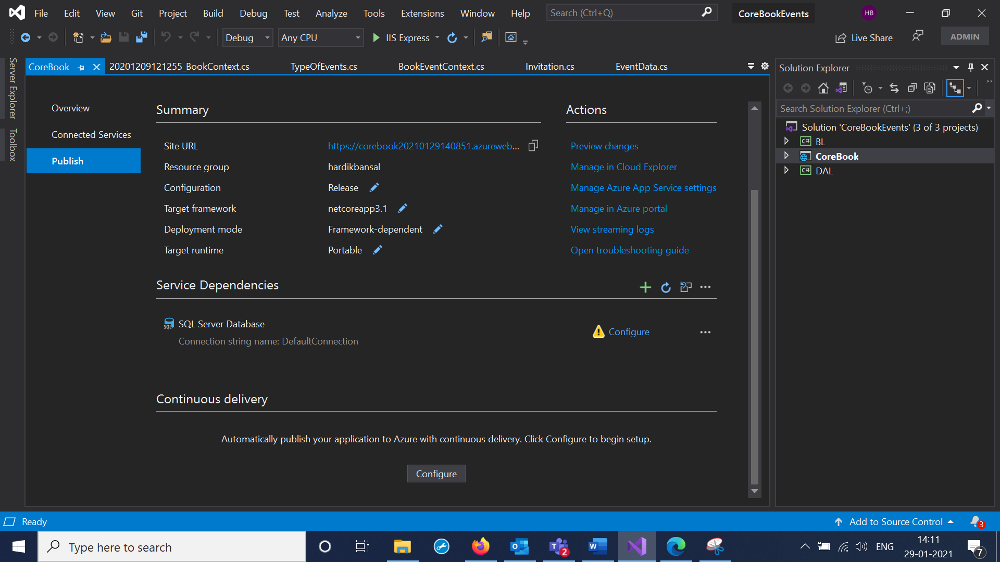 File Edit View Git Project Build Debug Test Analyze Tools Extensions Window Help Search (Ctrl+Q) CoreBookEvents HB
Debug Any CPU IIS Express Live Share ADMIN
Server Explorer
Toolbox
CoreBook 20201209121255_BookContext.cs TypeOfEvents.cs BookEventContext.cs Invitation.cs EventData.cs
Overview
Connected Services
Publish
Summary
Site URL https://corebook20210129140851.azureweb...
Resource group hardikbansal
Configuration Release
Target framework netcoreapp3.1
Deployment mode Framework-dependent
Target runtime Portable
Actions
Preview changes
Manage in Cloud Explorer
Manage Azure App Service settings
Manage in Azure portal
View streaming logs
Open troubleshooting guide
Service Dependencies
SQL Server Database
Connection string name: DefaultConnection
Configure
Continuous delivery
Automatically publish your application to Azure with continuous delivery. Click Configure to begin setup.
Configure
Solution Explorer
Search Solution Explorer (Ctrl+;)
Solution 'CoreBookEvents' (3 of 3 projects)
C# BL
CoreBook
C# DAL
Ready Add to Source Control 3
Type here to search 2 ENG 14:11
29-01-2021 7